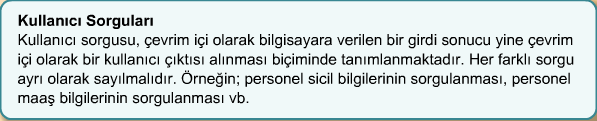 Kullanıcı Sorguları
Kullanıcı sorgusu, çevrim içi olarak bilgisayara verilen bir girdi sonucu yine çevrim
içi olarak bir kullanıcı çıktısı alınması biçiminde tanımlanmaktadır. Her farklı sorgu
ayrı olarak sayılmalıdır. Örneğin; personel sicil bilgilerinin sorgulanması, personel
maaş bilgilerinin sorgulanması vb.